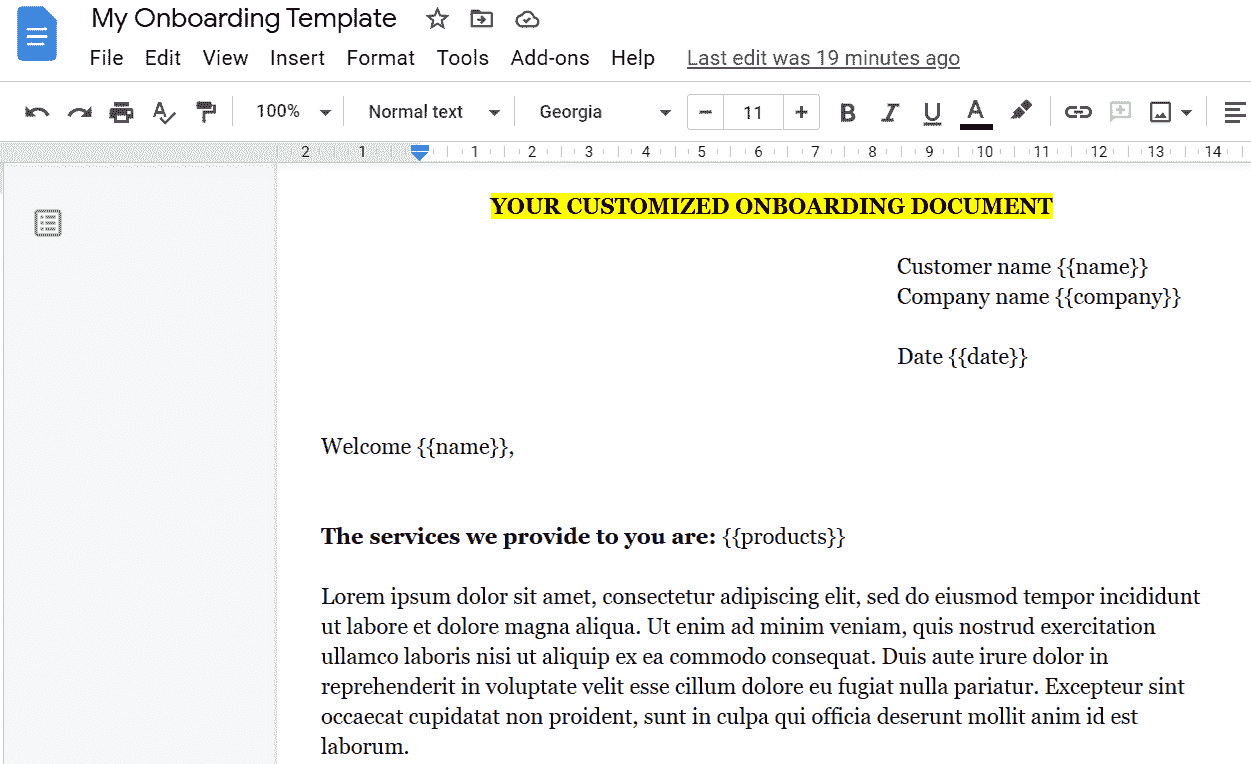 My Onboarding Template
File Edit View Insert Format Tools Add-ons Help Last edit was 19 minutes ago
100% Normal text Georgia 11 B I U A
2 1 1 2 3 4 5 6 7 8 9 10 11 12 13 14
YOUR CUSTOMIZED ONBOARDING DOCUMENT
Customer name {{name}}
Company name {{company}}
Date {{date}}
Welcome {{name}},
The services we provide to you are: {{products}}
Lorem ipsum dolor sit amet, consectetur adipiscing elit, sed do eiusmod tempor incididunt
ut labore et dolore magna aliqua. Ut enim ad minim veniam, quis nostrud exercitation
ullamco laboris nisi ut aliquip ex ea commodo consequat. Duis aute irure dolor in
reprehenderit in voluptate velit esse cillum dolore eu fugiat nulla pariatur. Excepteur sint
occaecat cupidatat non proident, sunt in culpa qui officia deserunt mollit anim id est
laborum.